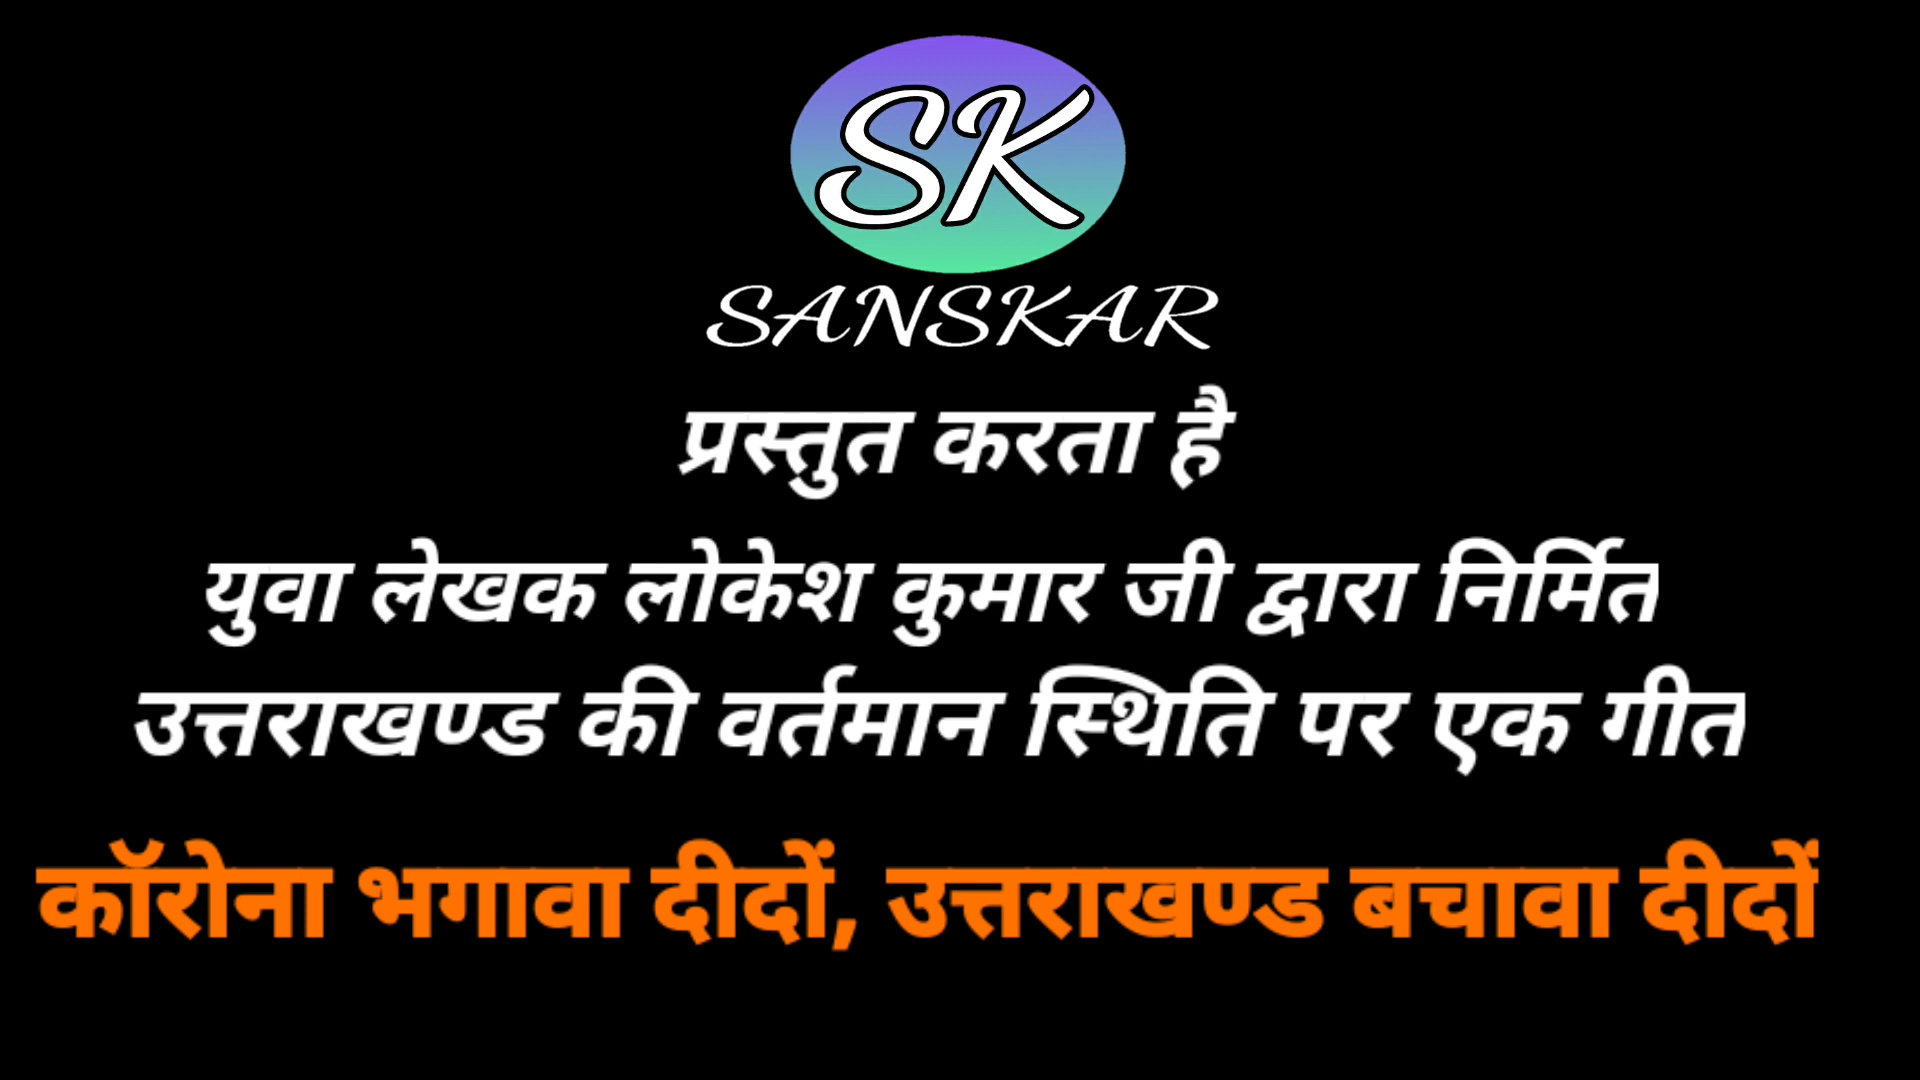 SK
SANSKAR
प्रस्तुत करता है
युवा लेखक लोकेश कुमार जी द्वारा निर्मित
उत्तराखण्ड की वर्तमान स्थिति पर एक गीत
कॉरोना भगावा दीदों, उत्तराखण्ड बचावा दीदों